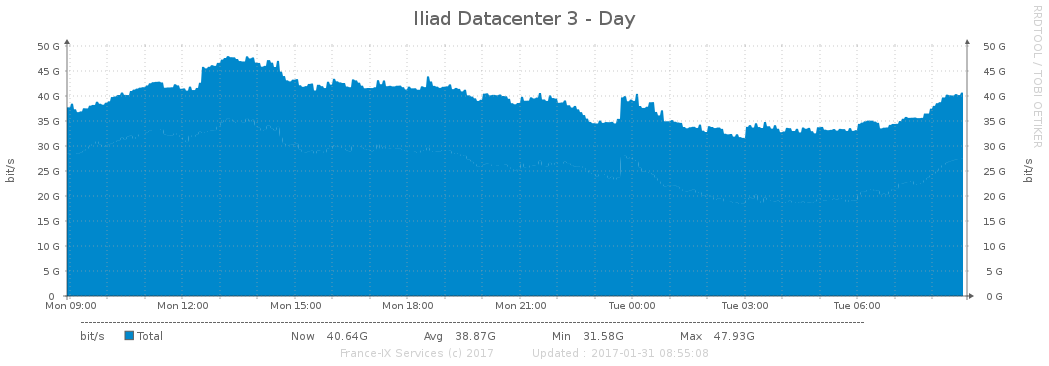 Iliad Datacenter 3 - Day
RRDTOOL / TOBI OETIKER
50 G 50 G
45 G 45 G
40 G 40 G
35 G 35 G
30 G 30 G
25 G 25 G
20 G 20 G
15 G 15 G
10 G 10 G
5 G 5 G
0 0 G
bit/s bit/s
Mon 09:00 Mon 12:00 Mon 15:00 Mon 18:00 Mon 21:00 Tue 00:00 Tue 03:00 Tue 06:00
bit/s Total Now 40.64G Avg 38.87G Min 31.58G Max 47.93G
France-IX Services (c) 2017 Updated : 2017-01-31 08:55:08